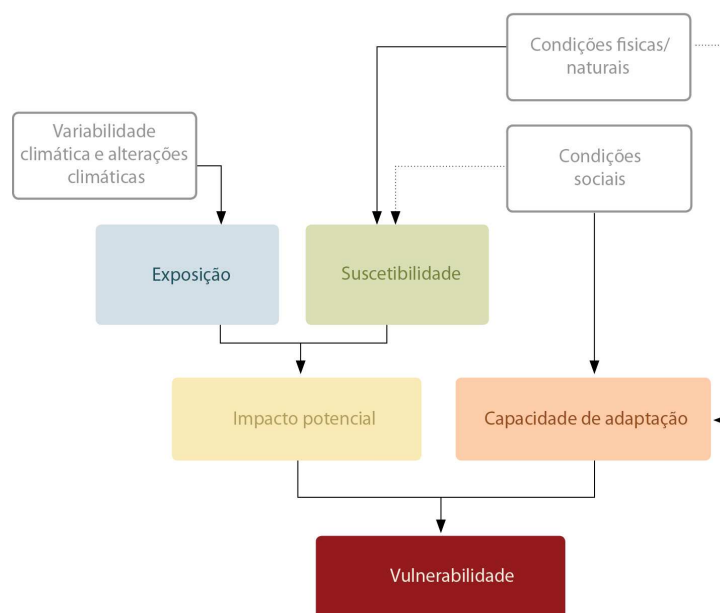 Condições fisicas/
naturais
Variabilidade
climática e alterações
climáticas
Condições
sociais
Exposição
Suscetibilidade
Impacto potencial
Capacidade de adaptação
Vulnerabilidade